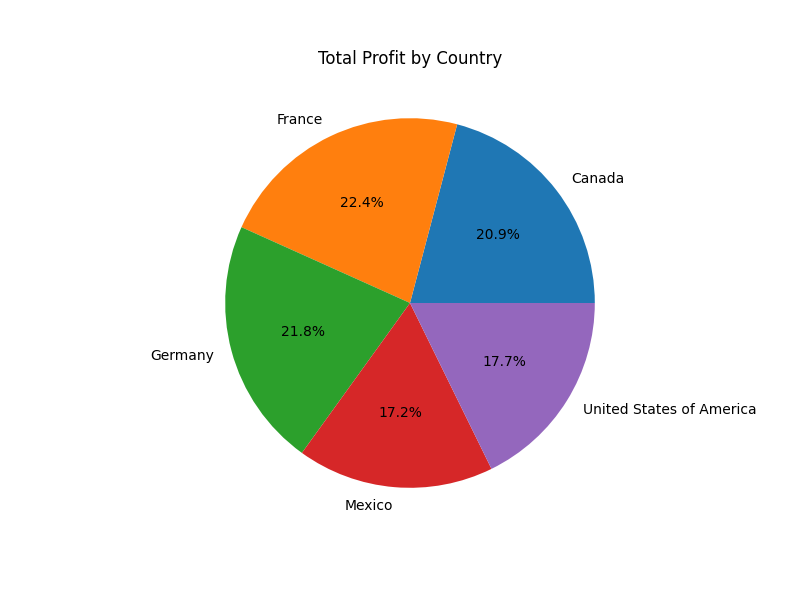 Total Profit by Country
France
Canada
22.4%
20.9%
21.8%
Germany
17.7%
17.2%
United States of America
Mexico